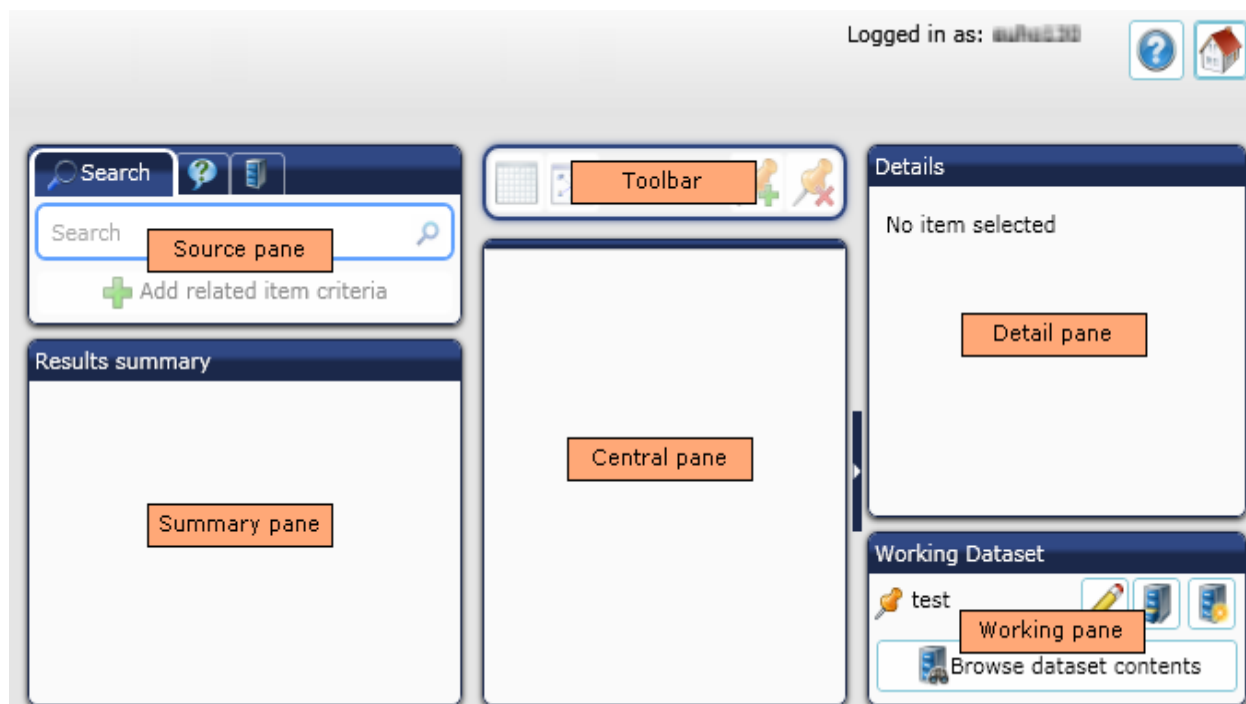 Logged in as:
Search
Search
Source pane
Add related item criteria
Results summary
Summary pane
Toolbar
Central pane
Details
No item selected
Detail pane
Working Dataset
test
Working pane
Browse dataset contents